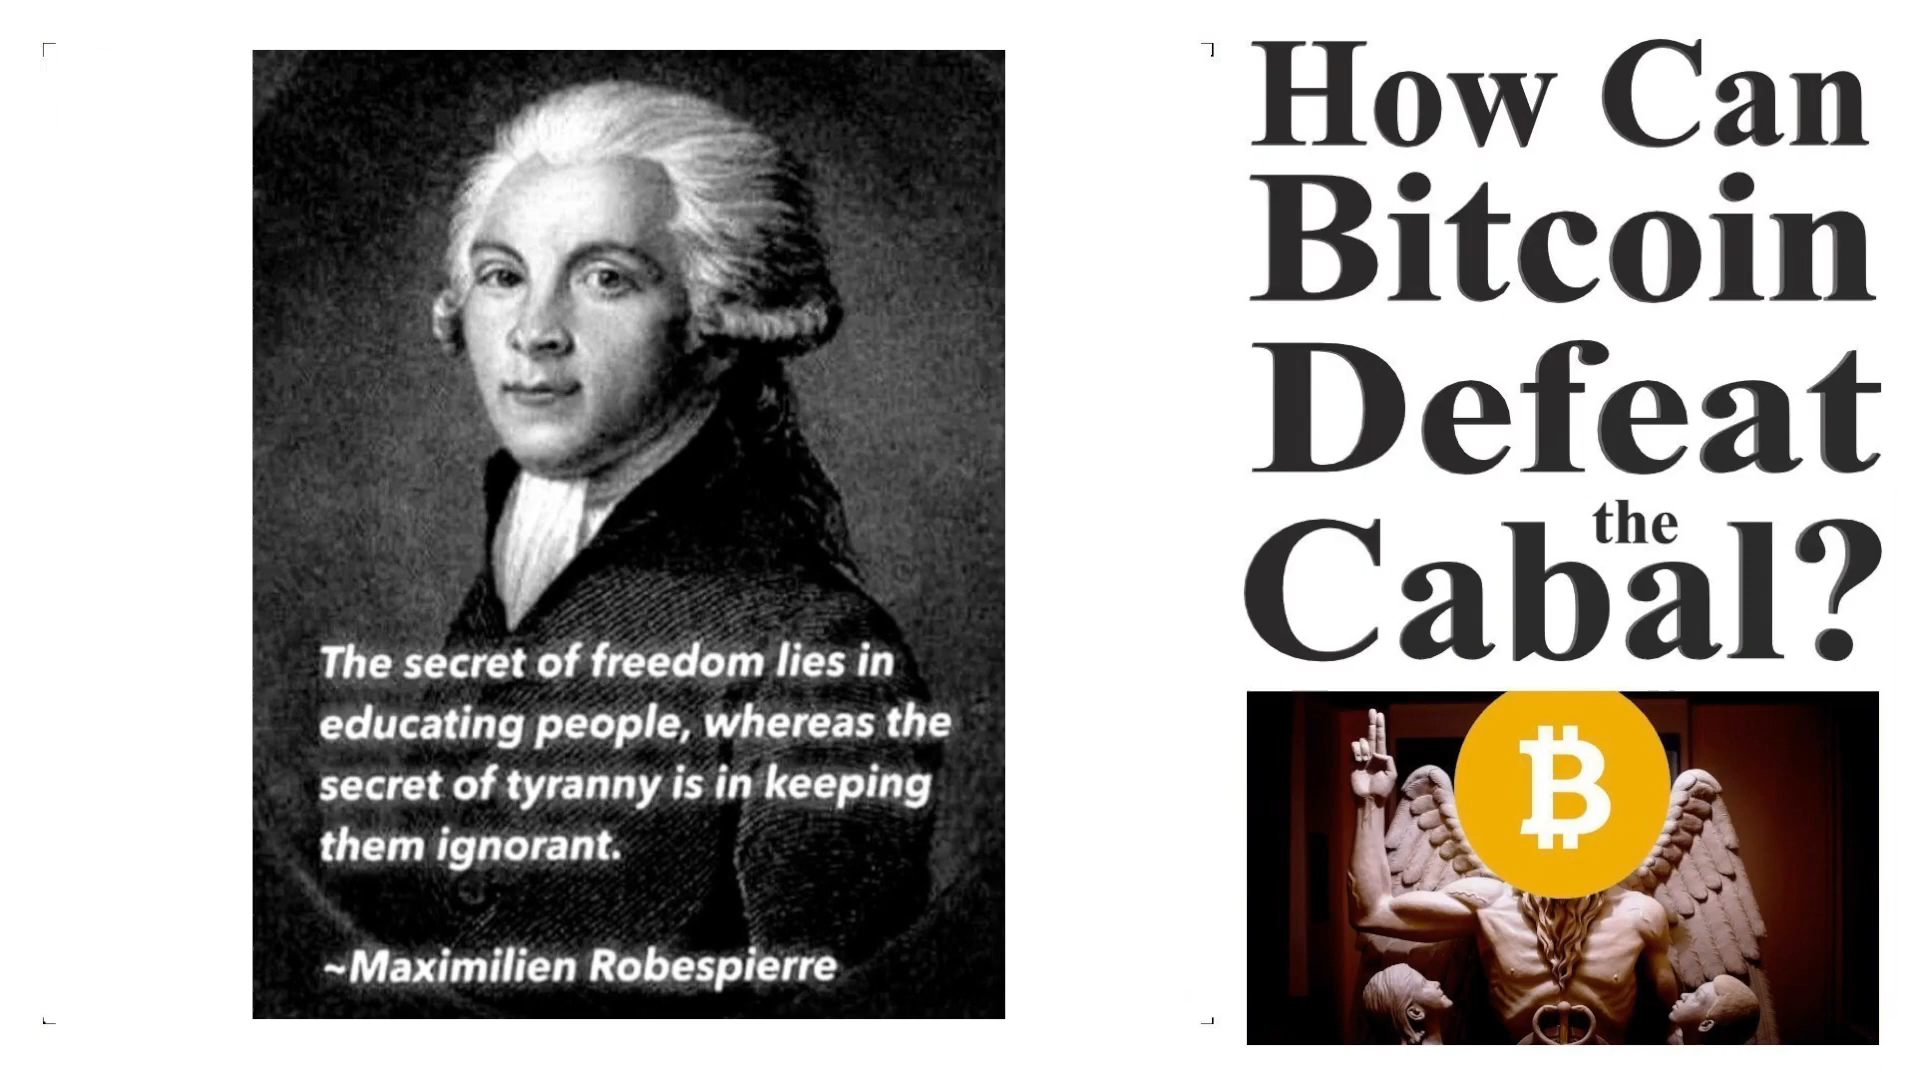 The secret of freedom lies in
educating people, whereas the
secret of tyranny is in keeping
them ignorant.
~Maximilien Robespierre
How Can
Bitcoin
Defeat
the
Cabal?